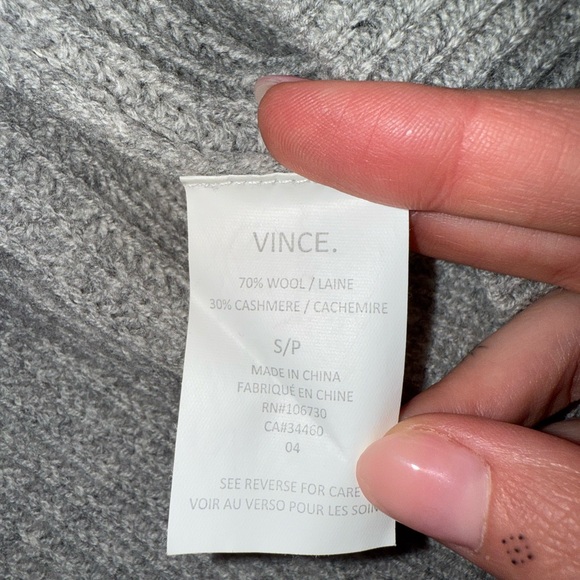 VINCE.
70% WOOL / LAINE
30% CASHMERE / CACHEMIRE
S/P
MADE IN CHINA
FABRIQUÉ EN CHINE
RN#106730
CA#34460
04
SEE REVERSE FOR CARE
VOIR AU VERSO POUR LES SOIN